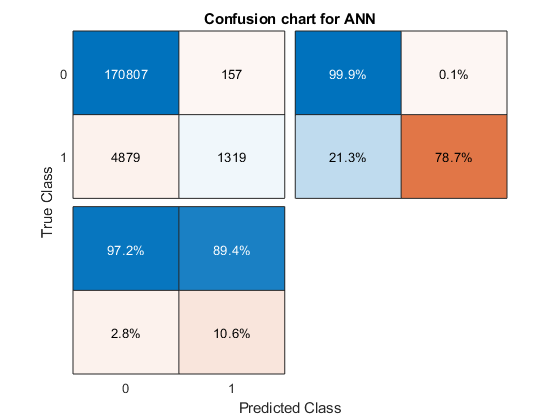 Confusion chart for ANN
0 170807 157 99.9% 0.1%
1 4879 1319 21.3% 78.7%
True Class
97.2% 89.4%
2.8% 10.6%
0 1
Predicted Class